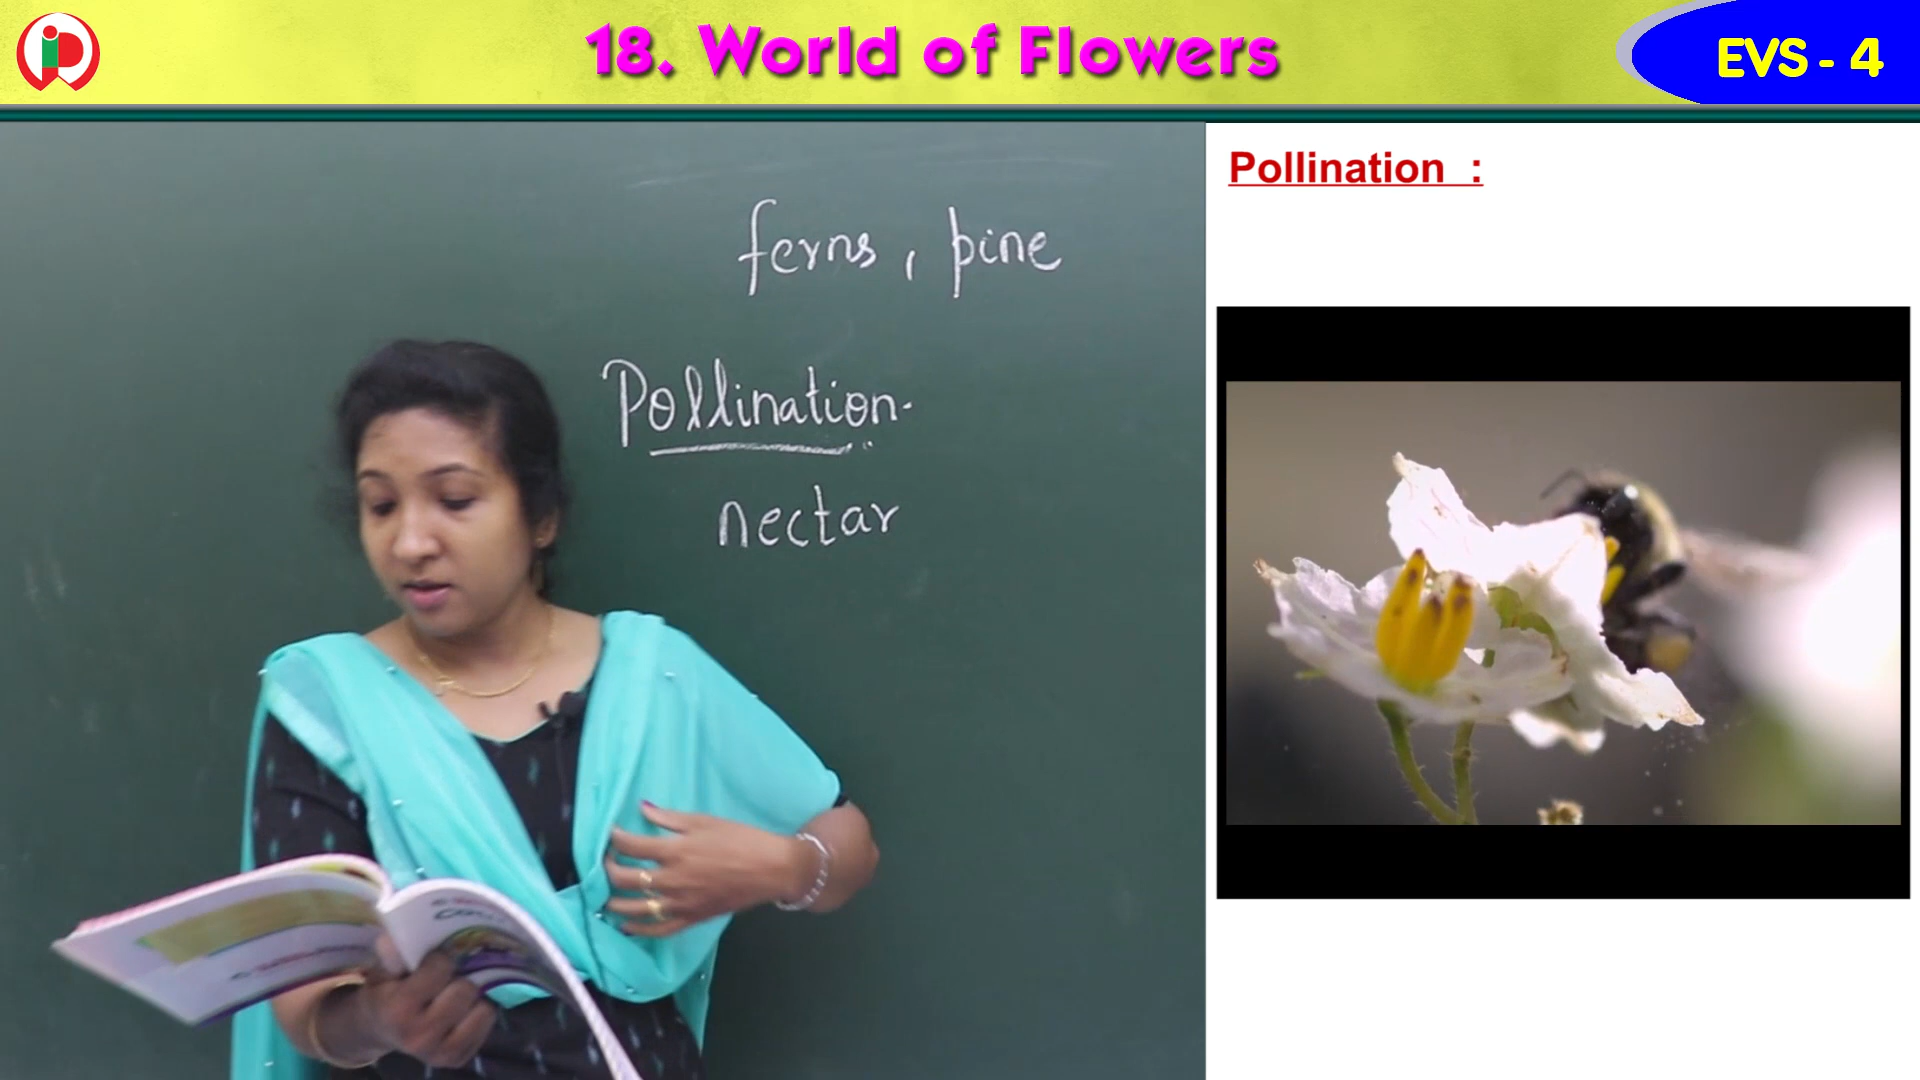 18. World of Flowers
EVS - 4
ferns, pine
Pollination.
nectar
Pollination :